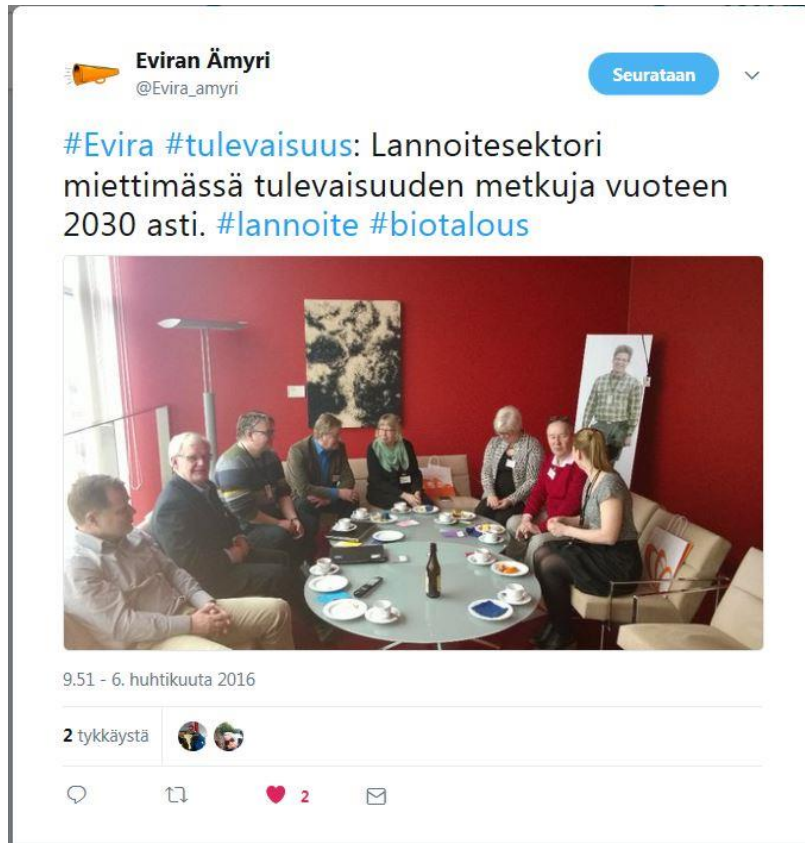 Eviran Ämyri
@Evira_amyri
Seurataan
#Evira #tulevaisuus: Lannoitesektori
miettimässä tulevaisuuden metkuja vuoteen
2030 asti. #lannoite #biotalous
9.51 - 6. huhtikuuta 2016
2 tykkäystä
2